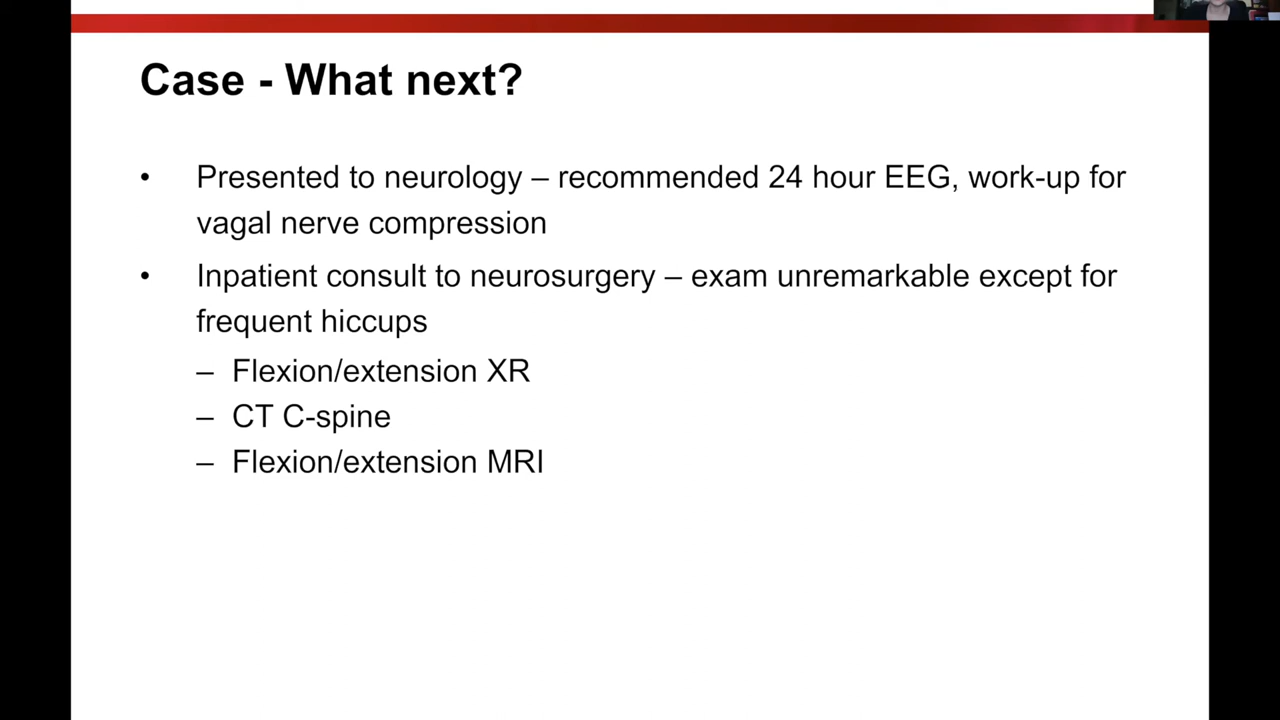 Case - What next?
• Presented to neurology – recommended 24 hour EEG, work-up for
vagal nerve compression
• Inpatient consult to neurosurgery – exam unremarkable except for
frequent hiccups
– Flexion/extension XR
– CT C-spine
– Flexion/extension MRI